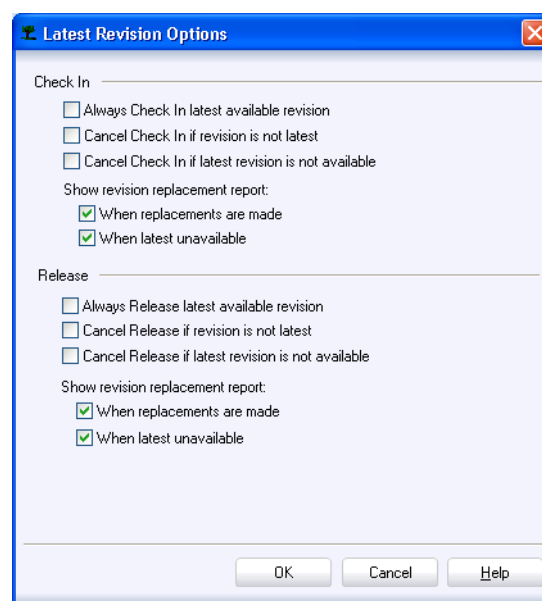 Latest Revision Options
Check In
Always Check In latest available revision
Cancel Check In if revision is not latest
Cancel Check In if latest revision is not available
Show revision replacement report:
When replacements are made
When latest unavailable
Release
Always Release latest available revision
Cancel Release if revision is not latest
Cancel Release if latest revision is not available
Show revision replacement report:
When replacements are made
When latest unavailable
OK Cancel Help